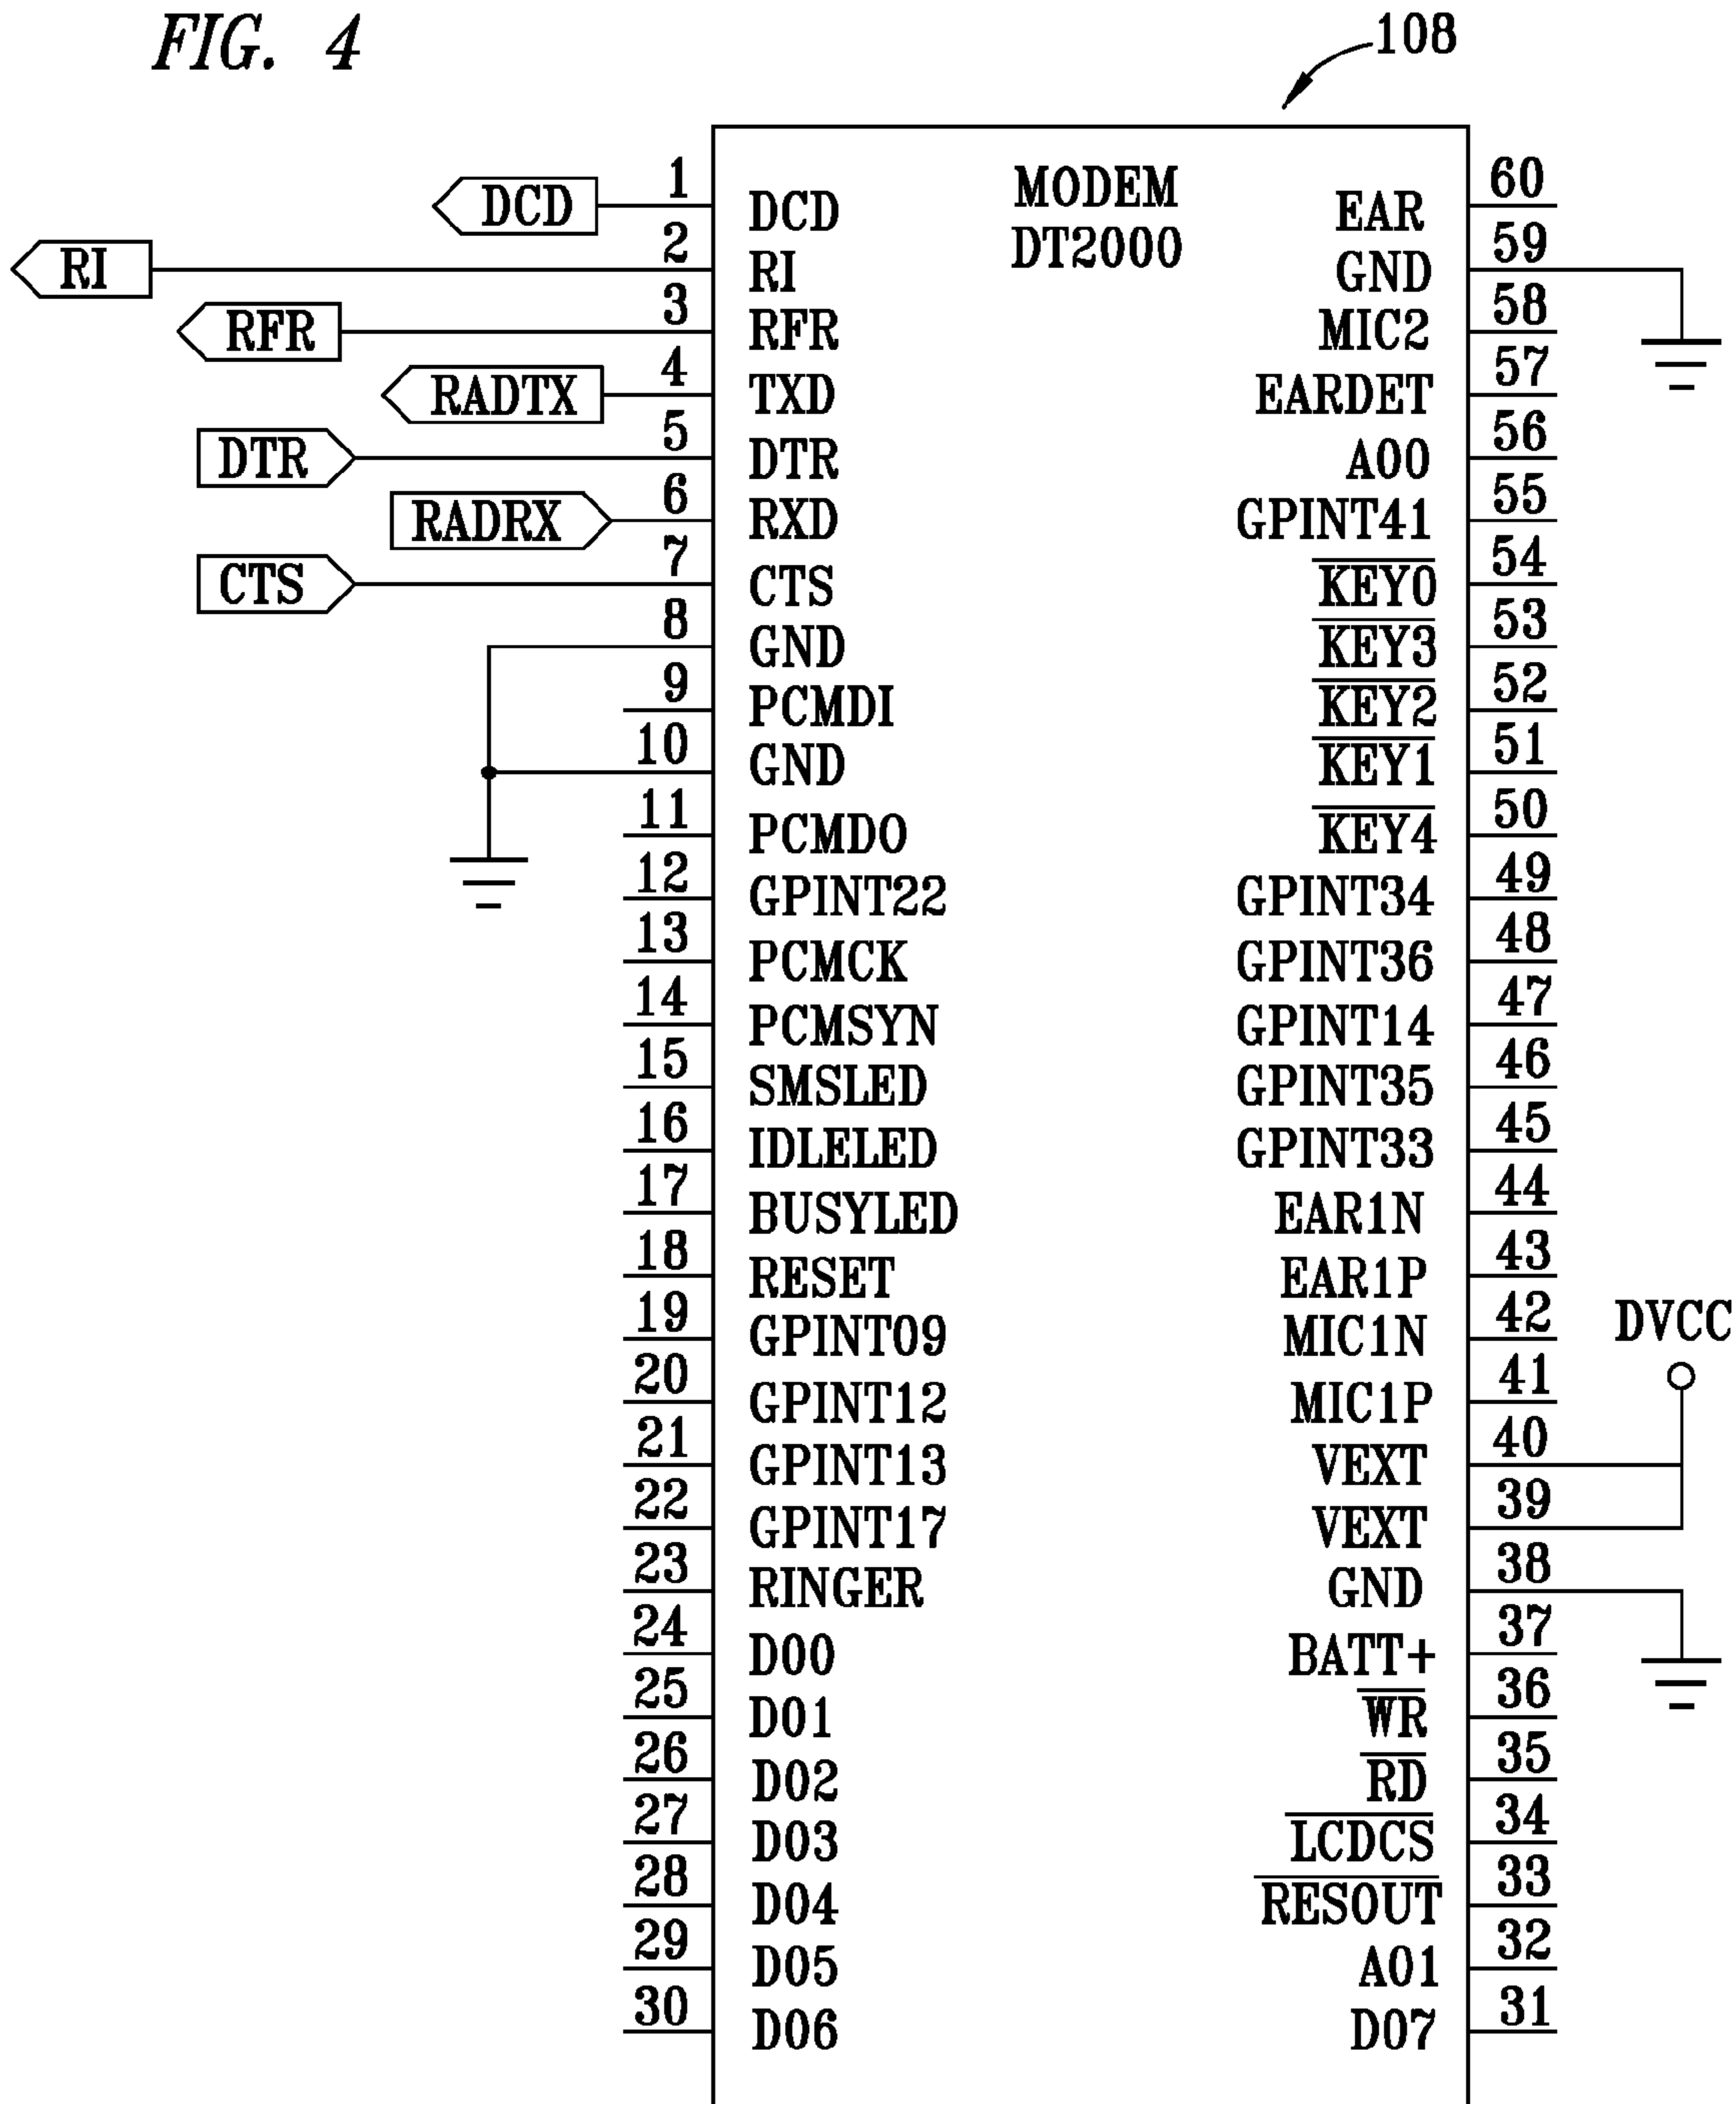 FIG. 4
108
MODEM
DT2000
DCD 1 DCD EAR 60
RI 2 RI GND 59
RFR 3 RFR MIC2 58
RADTX 4 TXD EARDET 57
DTR 5 DTR A00 56
RADRX 6 RXD GPINT41 55
CTS 7 CTS KEY0 54
8 GND KEY3 53
9 PCMDI KEY2 52
10 GND KEY1 51
11 PCMDO KEY4 50
12 GPINT22 GPINT34 49
13 PCMCK GPINT36 48
14 PCMSYN GPINT14 47
15 SMSLED GPINT35 46
16 IDLELED GPINT33 45
17 BUSYLED EAR1N 44
18 RESET EAR1P 43
19 GPINT09 MIC1N 42 DVCC
20 GPINT12 MIC1P 41
21 GPINT13 VEXT 40
22 GPINT17 VEXT 39
23 RINGER GND 38
24 D00 BATT+ 37
25 D01 WR 36
26 D02 RD 35
27 D03 LCDCS 34
28 D04 RESOUT 33
29 D05 A01 32
30 D06 D07 31